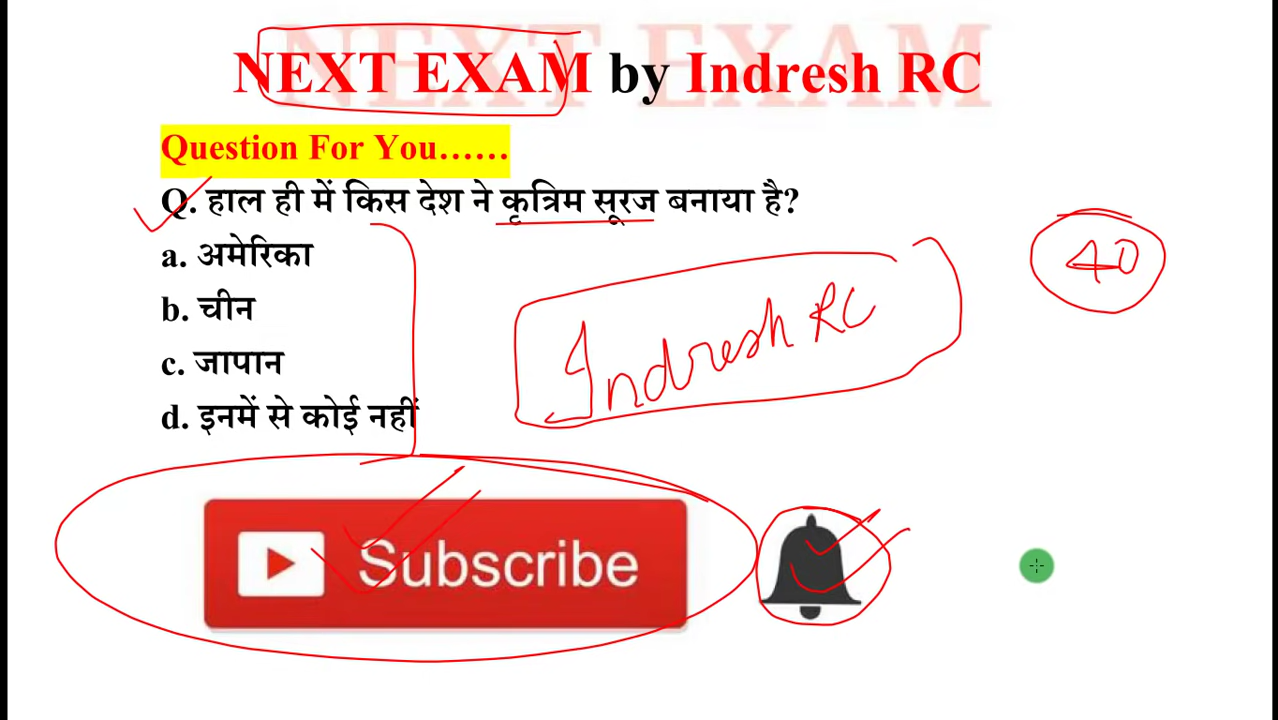 NEXT EXAM by Indresh RC
Question For You......
Q. हाल ही में किस देश ने कृत्रिम सूरज बनाया है?
a. अमेरिका
b. चीन
c. जापान
d. इनमें से कोई नहीं
Indresh RC
40
Subscribe